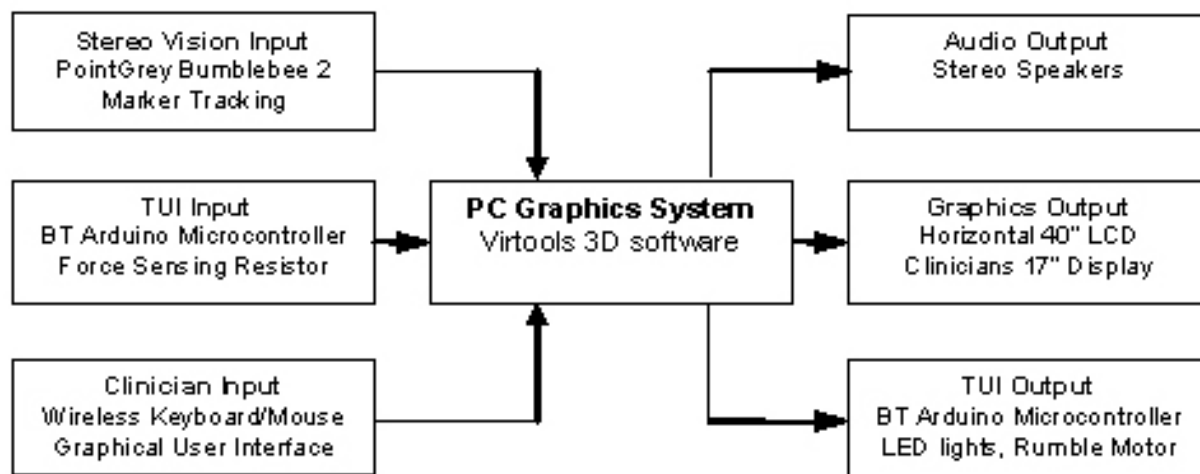 Stereo Vision Input
PointGrey Bumblebee 2
Marker Tracking
TUI Input
BT Arduino Microcontroller
Force Sensing Resistor
Clinician Input
Wireless Keyboard/Mouse
Graphical User Interface
PC Graphics System
Virtools 3D software
Audio Output
Stereo Speakers
Graphics Output
Horizontal 40" LCD
Clinicians 17" Display
TUI Output
BT Arduino Microcontroller
LED lights, Rumble Motor